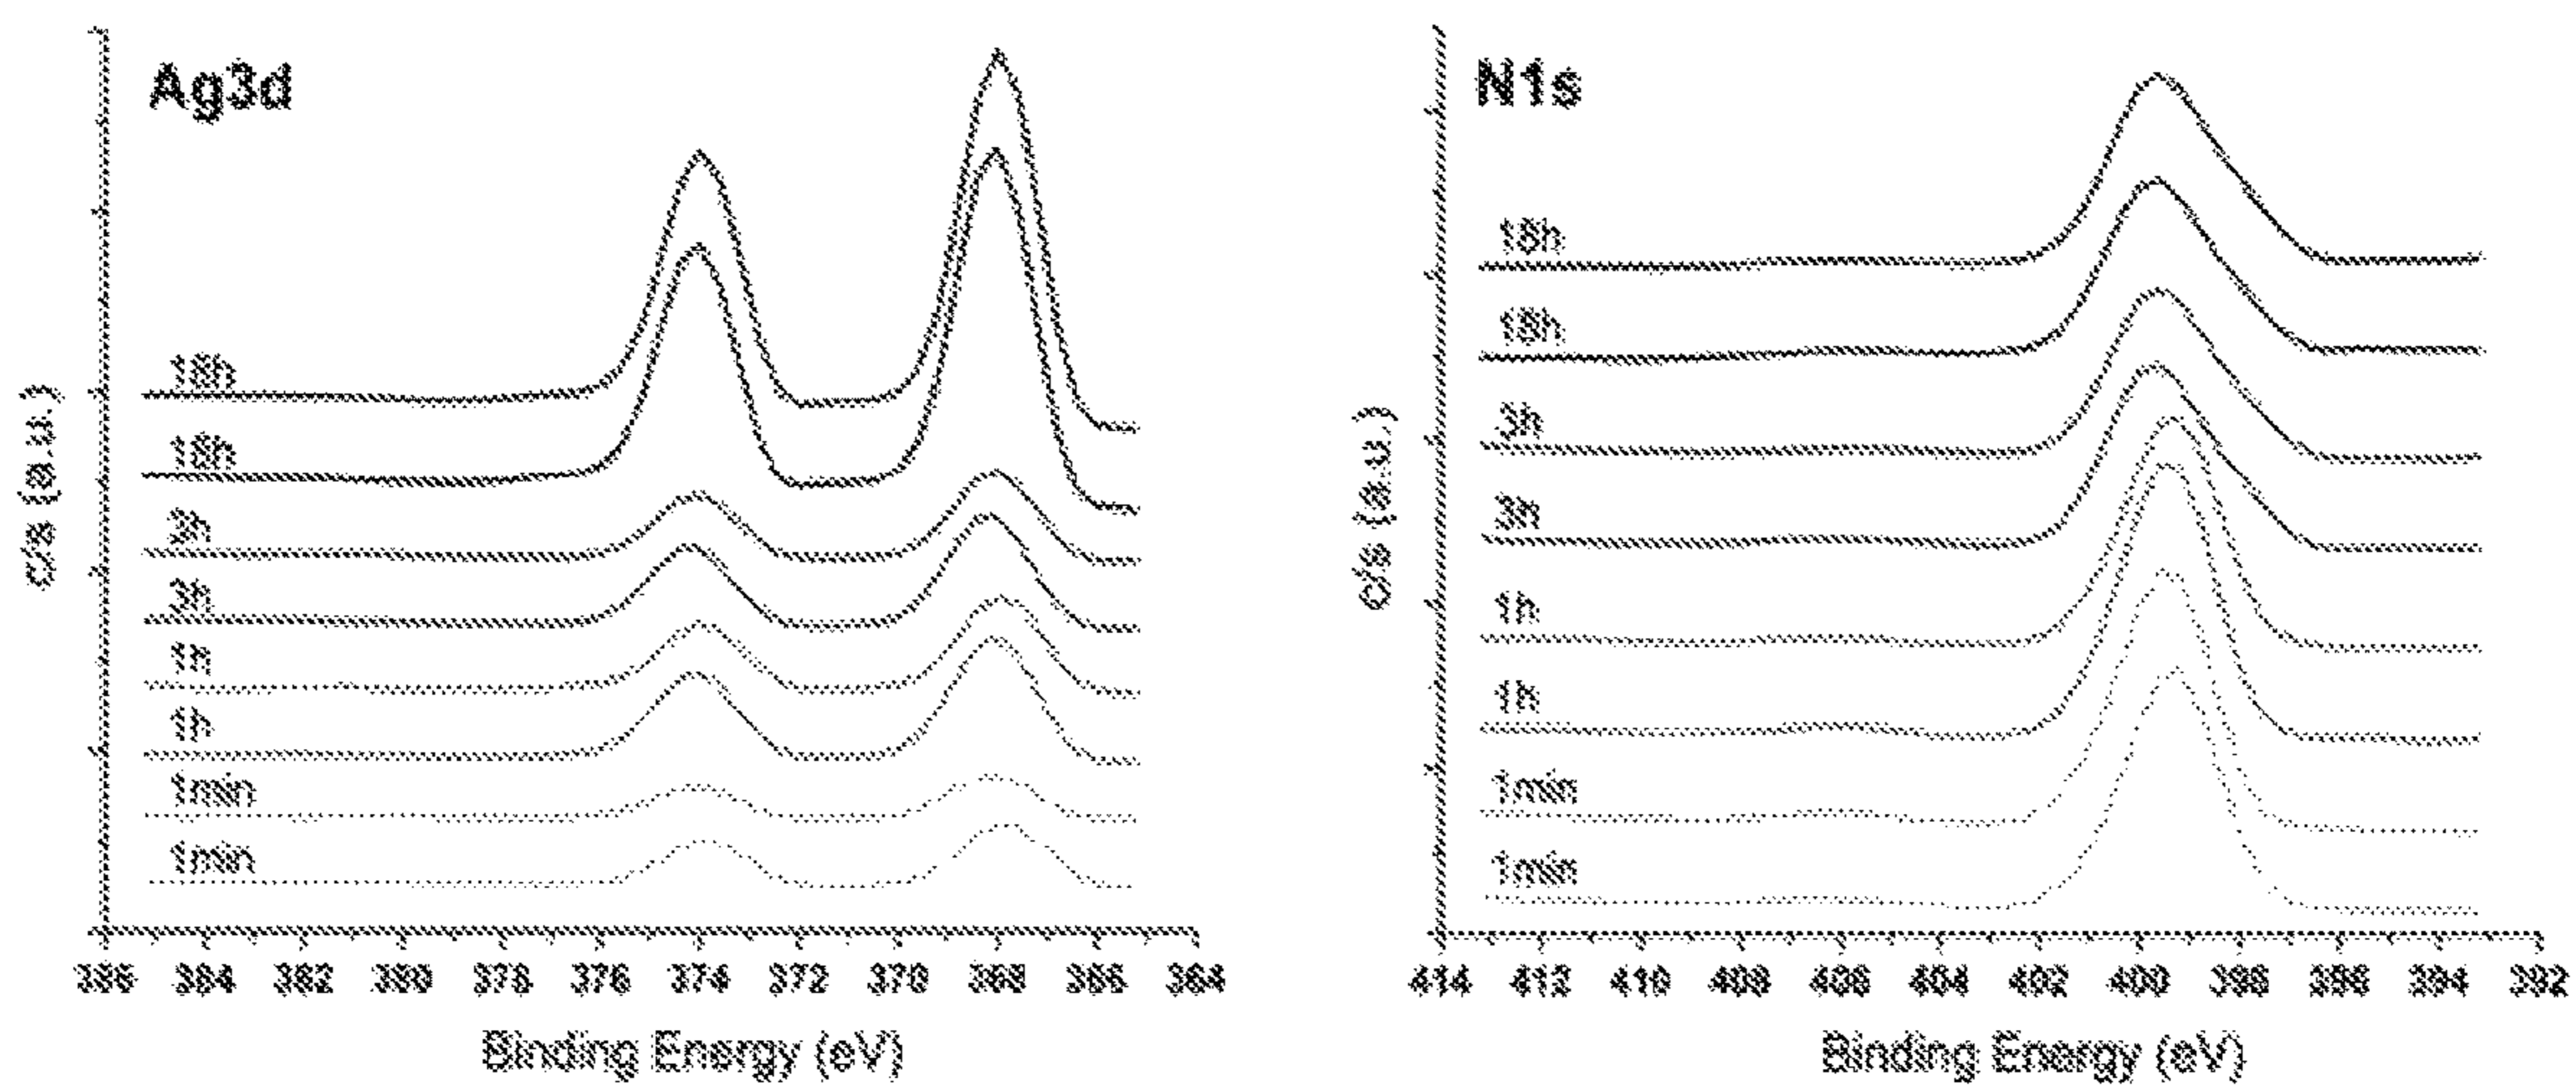 Ag3d
18h
18h
3h
3h
1h
1h
1min
1min
c/s (a.u.)
386 384 382 380 378 376 374 372 370 368 366 364
Binding Energy (eV)
N1s
18h
18h
3h
3h
1h
1h
1min
1min
c/s (a.u.)
414 412 410 408 406 404 402 400 398 396 394 392
Binding Energy (eV)